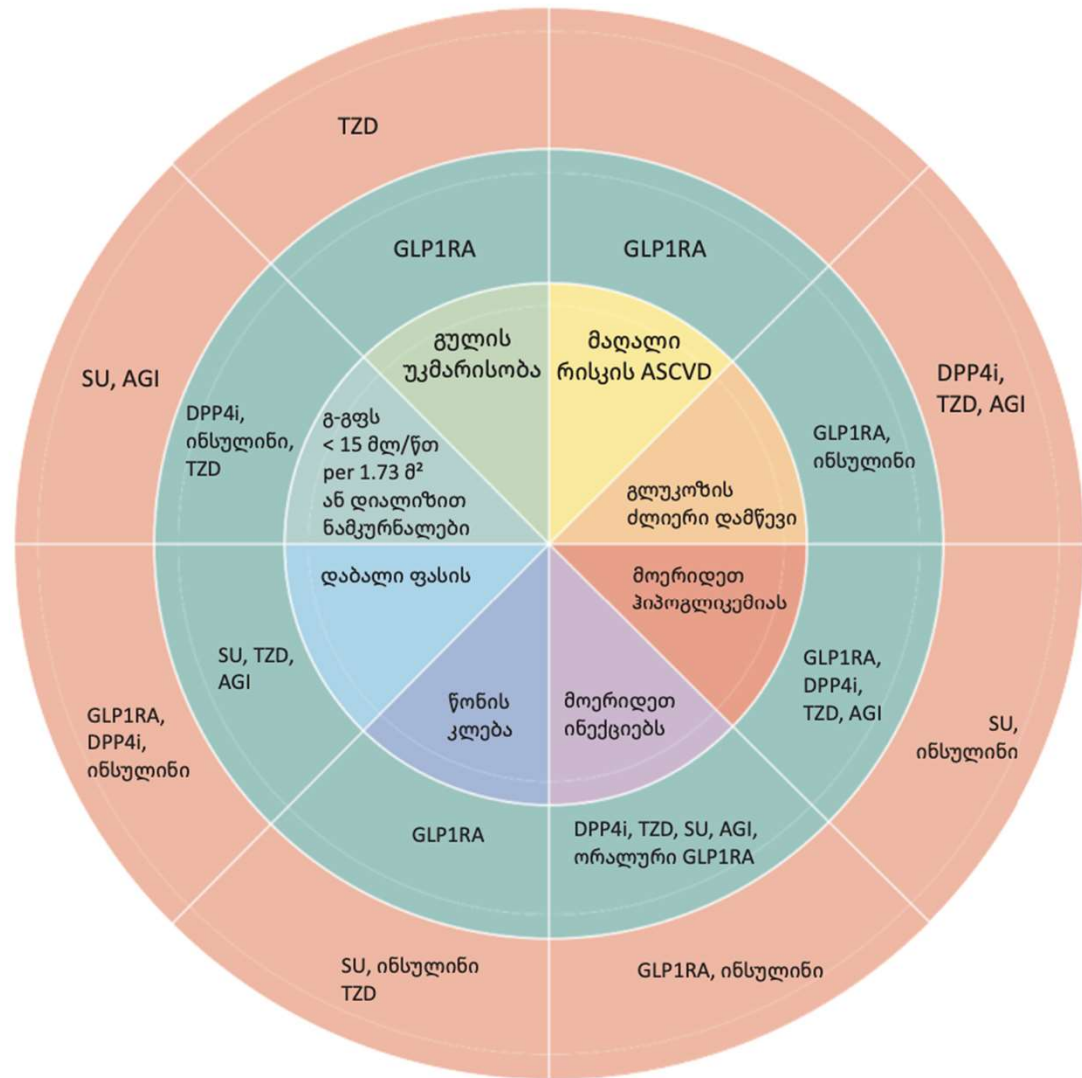 TZD
GLP1RA
GLP1RA
გულის
უკმარისობა
მაღალი
რისკის ASCVD
SU, AGI
DPP4i,
ინსულინი,
TZD
გ-გფს
< 15 მლ/წთ
per 1.73 მ²
ან დიალიზით
ნამკურნალები
გლუკოზის
ძლიერი დამწევი
GLP1RA,
ინსულინი
DPP4i,
TZD, AGI
GLP1RA,
DPP4i,
ინსულინი
SU, TZD,
AGI
დაბალი ფასის
მოერიდეთ
ჰიპოგლიკემიას
GLP1RA,
DPP4i,
TZD, AGI
SU,
ინსულინი
წონის
კლება
მოერიდეთ
ინექციებს
GLP1RA
DPP4i, TZD, SU, AGI,
ორალური GLP1RA
SU, ინსულინი
TZD
GLP1RA, ინსულინი